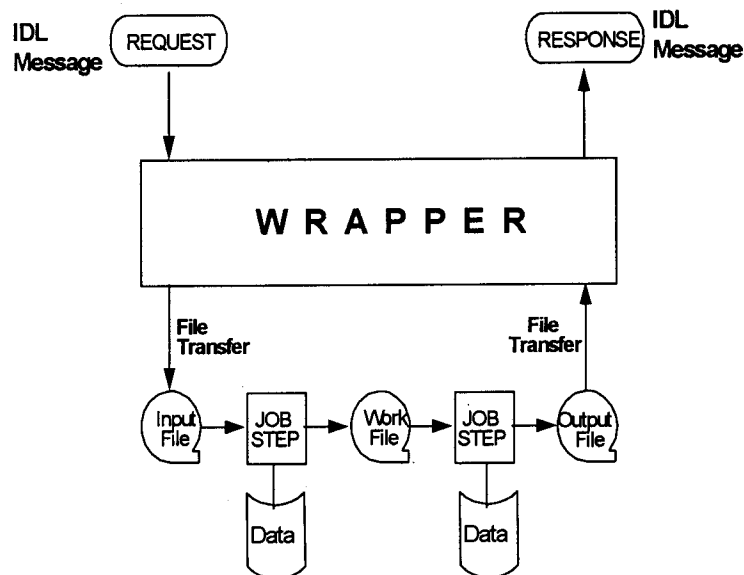 IDL
Message
REQUEST
RESPONSE
IDL
Message
WRAPPER
File
Transfer
File
Transfer
Input
File
JOB
STEP
Work
File
JOB
STEP
Output
File
Data
Data